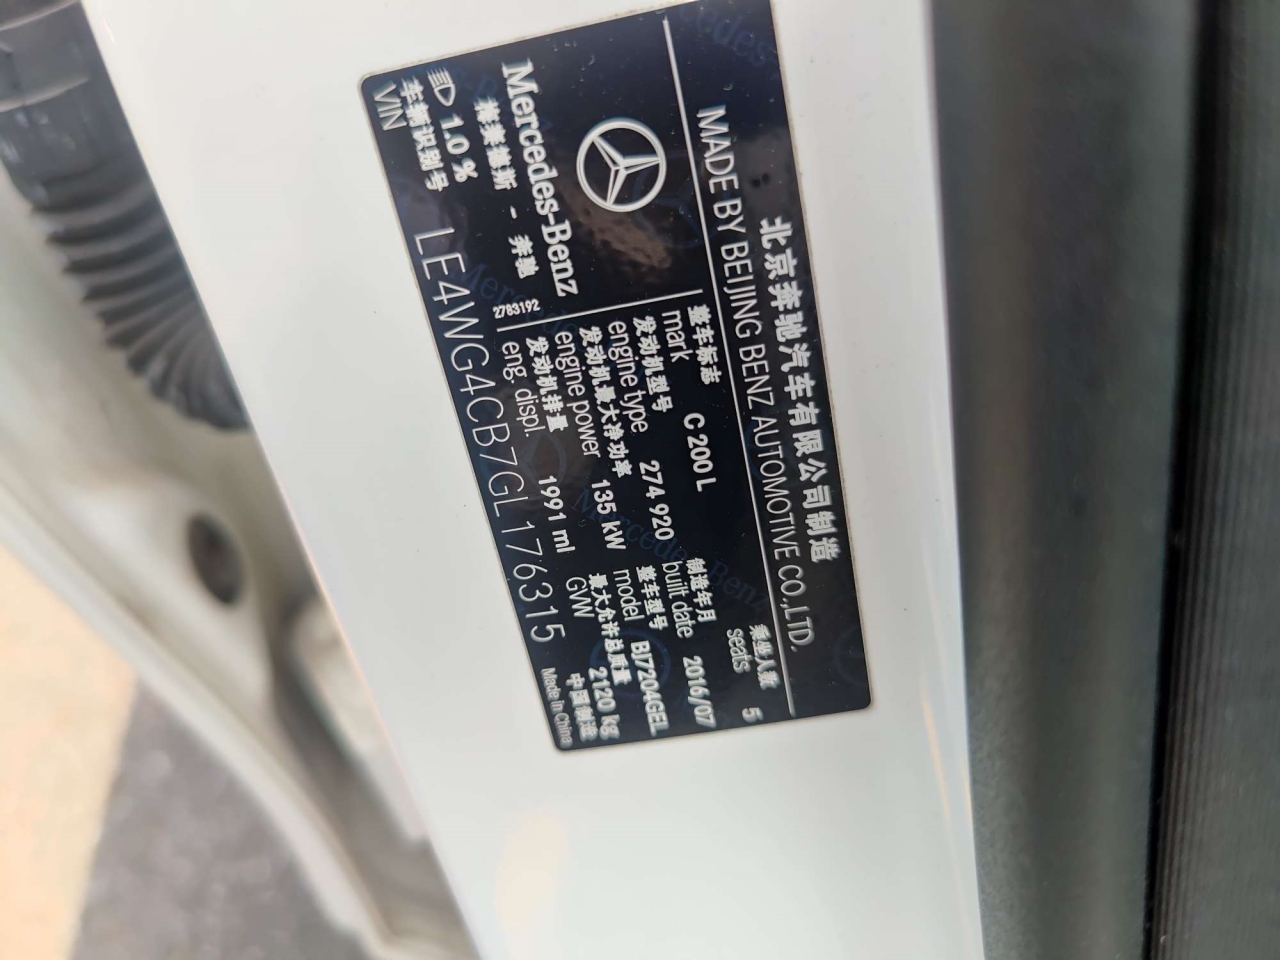 北京奔驰汽车有限公司制造
MADE BY BEIJING BENZ AUTOMOTIVE CO.,LTD.
乘坐人数 5
seats
Mercedes-Benz
梅赛德斯 - 奔驰
整车标志 C 200 L
mark
制造年月 2016/07
built date
发动机型号 274 920
engine type
整车型号 BJ7204GEL
model
发动机最大净功率 135 kW
engine power
最大允许总质量 2120 kg
GVW
发动机排量 1991 ml
eng. displ.
中国制造
Made In China
2783192
1.0 %
车辆识别号
VIN
LE4WG4CB7GL176315